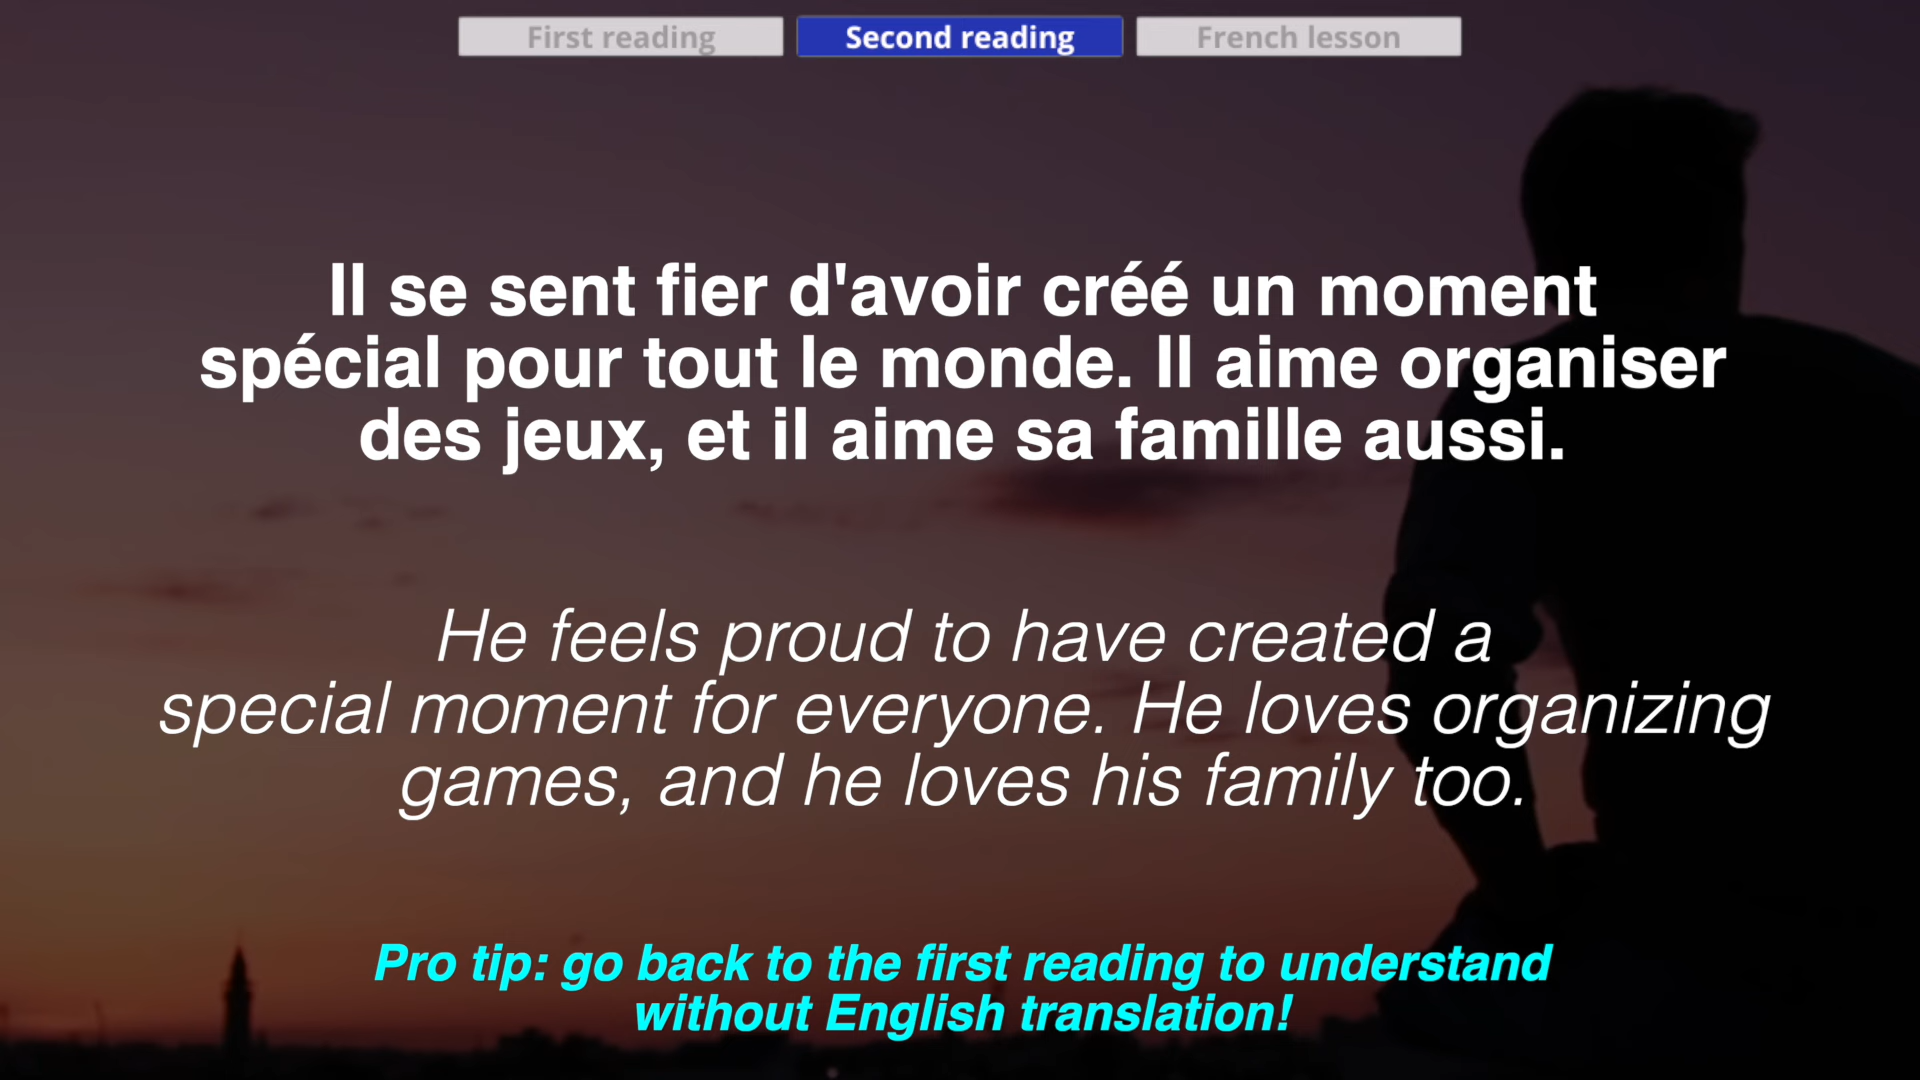 First reading
Second reading
French lesson
Il se sent fier d'avoir créé un moment
spécial pour tout le monde. Il aime organiser
des jeux, et il aime sa famille aussi.
He feels proud to have created a
special moment for everyone. He loves organizing
games, and he loves his family too.
Pro tip: go back to the first reading to understand
without English translation!